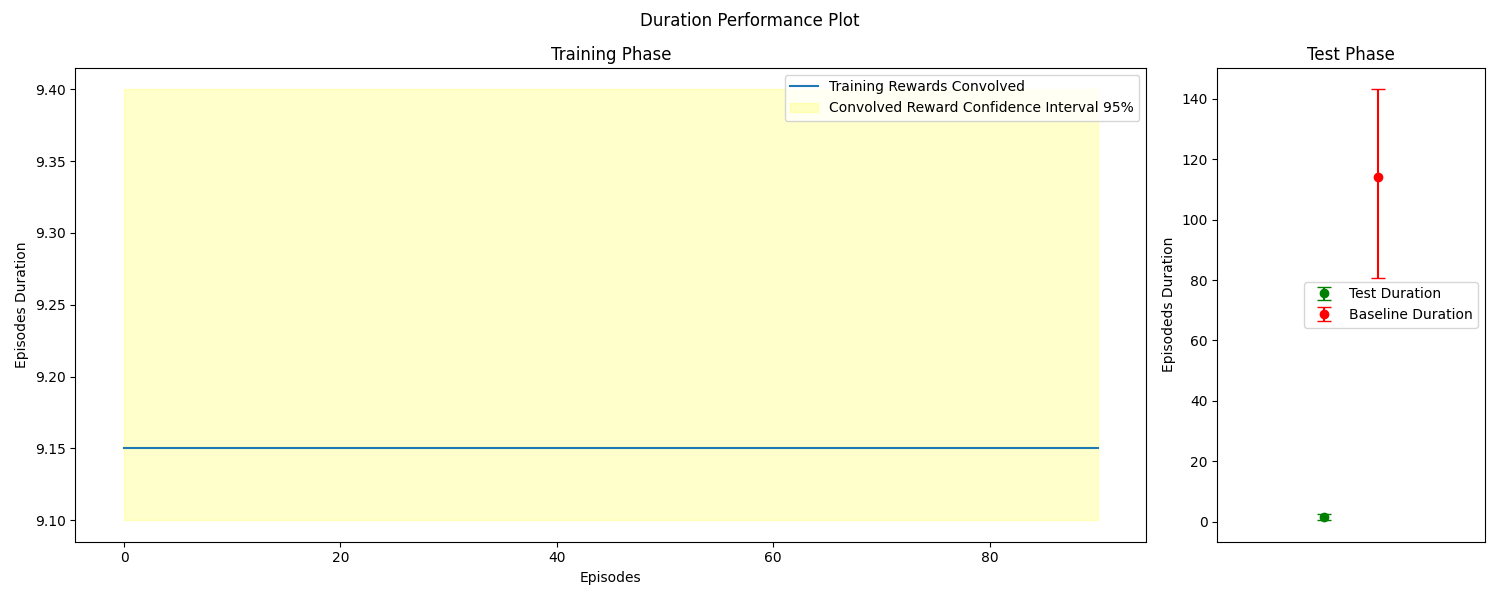 Duration Performance Plot
Training Phase
Episodes Duration
9.40
9.35
9.30
9.25
9.20
9.15
9.10
0 20 40 60 80
Episodes
Training Rewards Convolved
Convolved Reward Confidence Interval 95%
Test Phase
Episodeds Duration
140
120
100
80
60
40
20
0
Test Duration
Baseline Duration